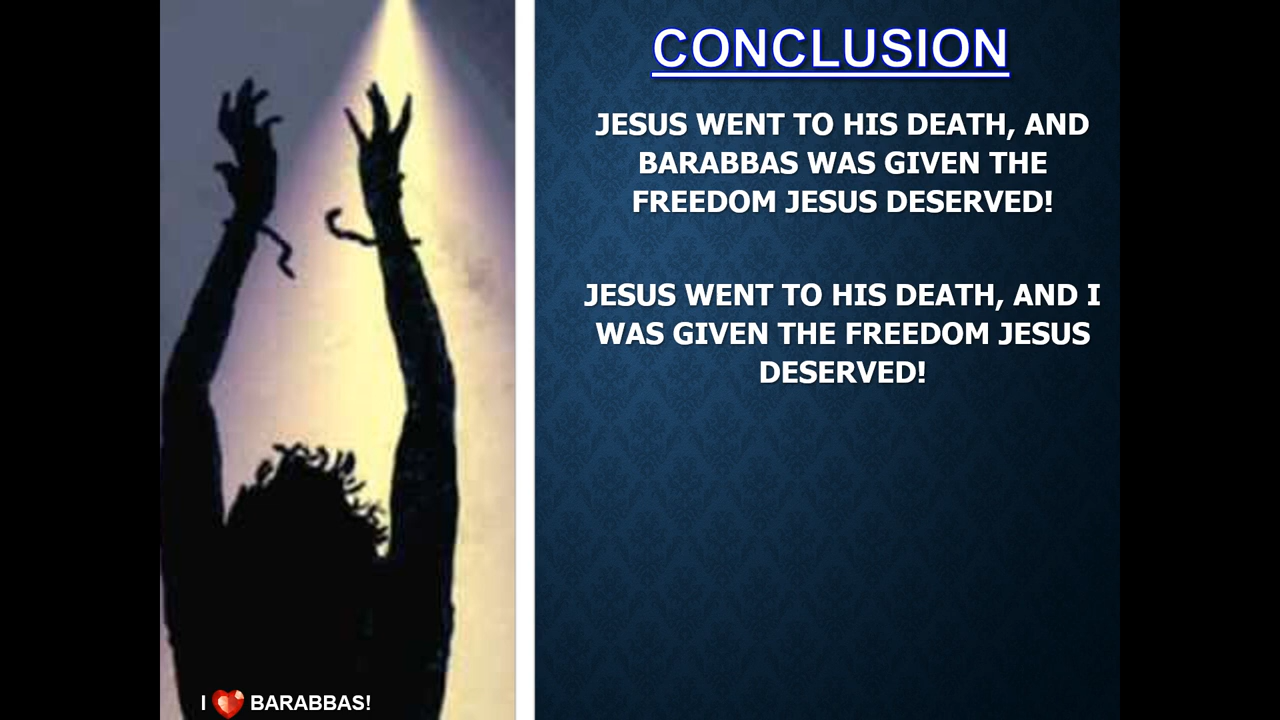 CONCLUSION
JESUS WENT TO HIS DEATH, AND
BARABBAS WAS GIVEN THE
FREEDOM JESUS DESERVED!
JESUS WENT TO HIS DEATH, AND I
WAS GIVEN THE FREEDOM JESUS
DESERVED!
I ❤ BARABBAS!